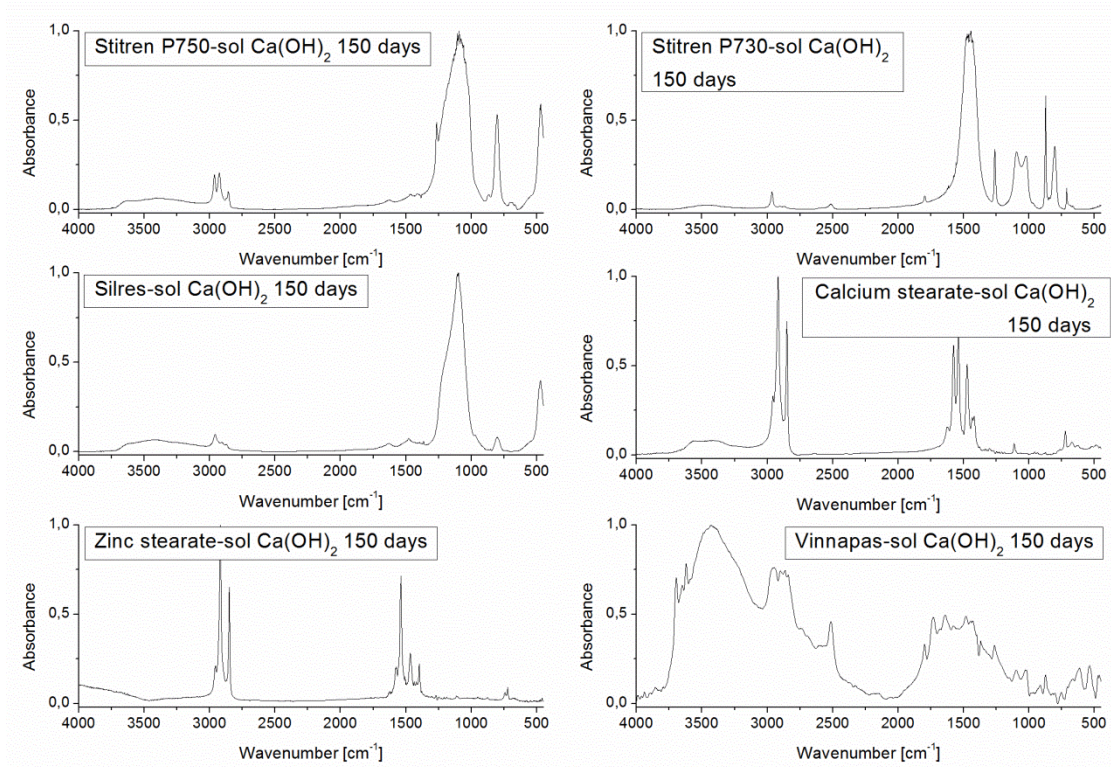 Stitren P750-sol Ca(OH)₂ 150 days
1,0
0,5
0,0
Absorbance
4000 3500 3000 2500 2000 1500 1000 500
Wavenumber [cm⁻¹]
Stitren P730-sol Ca(OH)₂
150 days
1,0
0,5
0,0
Absorbance
4000 3500 3000 2500 2000 1500 1000 500
Wavenumber [cm⁻¹]
Silres-sol Ca(OH)₂ 150 days
1,0
0,5
0,0
Absorbance
4000 3500 3000 2500 2000 1500 1000 500
Wavenumber [cm⁻¹]
Calcium stearate-sol Ca(OH)₂
150 days
1,0
0,5
0,0
Absorbance
4000 3500 3000 2500 2000 1500 1000 500
Wavenumber [cm⁻¹]
Zinc stearate-sol Ca(OH)₂ 150 days
1,0
0,5
0,0
Absorbance
4000 3500 3000 2500 2000 1500 1000 500
Wavenumber [cm⁻¹]
Vinnapas-sol Ca(OH)₂ 150 days
1,0
0,5
0,0
Absorbance
4000 3500 3000 2500 2000 1500 1000 500
Wavenumber [cm⁻¹]